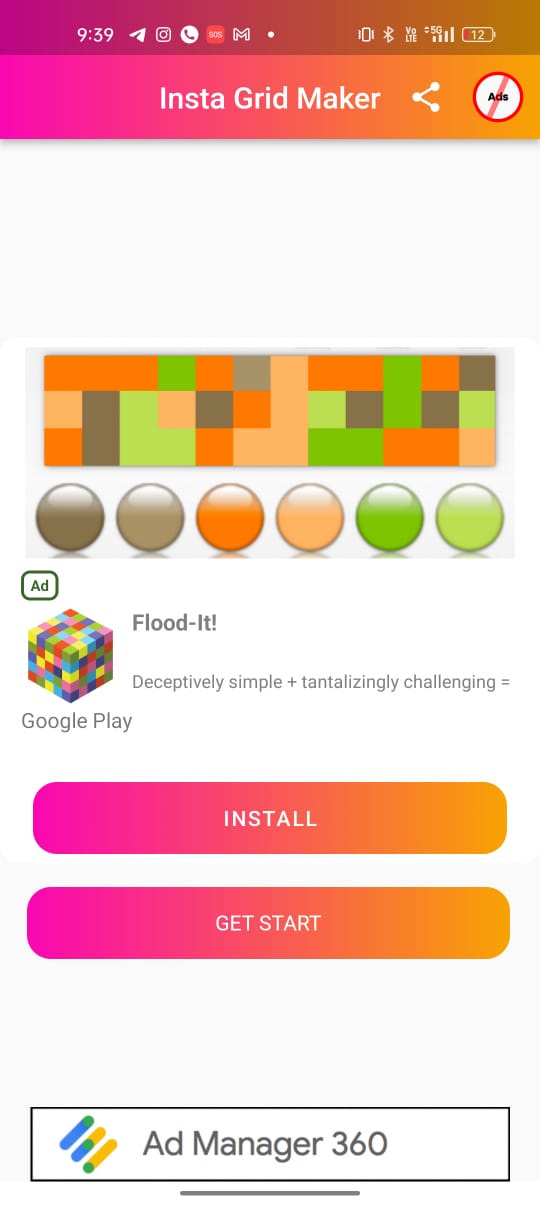 9:39 SOS Vo LTE 5G 12
Insta Grid Maker Ads
Ad
Flood-It!
Deceptively simple + tantalizingly challenging =
Google Play
INSTALL
GET START
Ad Manager 360